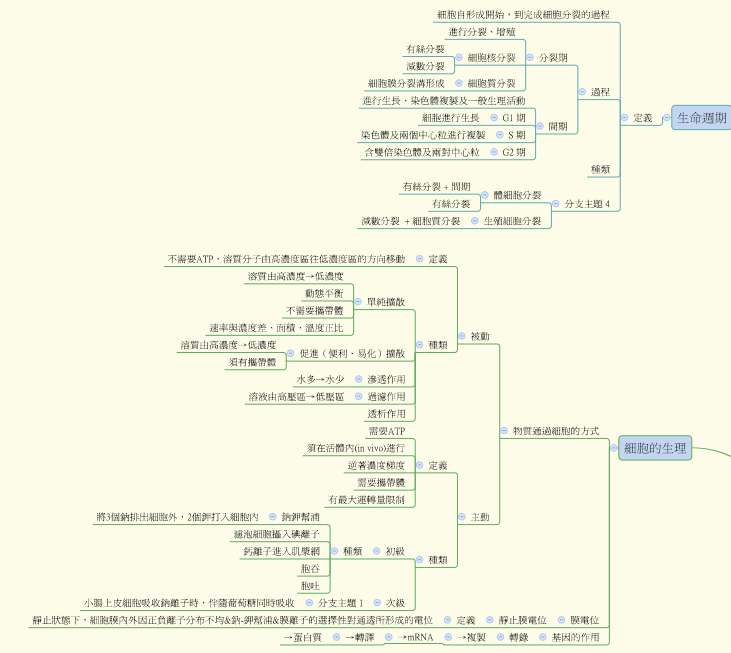 細胞自形成開始，到完成細胞分裂的過程
進行分裂、增殖
有絲分裂
減數分裂
細胞核分裂
分裂期
細胞膜分裂溝形成
細胞質分裂
過程
進行生長、染色體複製及一般生理活動
細胞進行生長
G1 期
間期
染色體及兩個中心粒進行複製
S 期
含雙倍染色體及兩對中心粒
G2 期
定義
生命週期
種類
有絲分裂 + 間期
體細胞分裂
有絲分裂
分支主題 4
減數分裂 + 細胞質分裂
生殖細胞分裂
不需要ATP，溶質分子由高濃度區往低濃度區的方向移動
定義
溶質由高濃度→低濃度
動態平衡
單純擴散
不需要攜帶體
速率與濃度差、面積、溫度正比
被動
種類
溶質由高濃度→低濃度
促進（便利、易化）擴散
須有攜帶體
水多→水少
滲透作用
溶液由高壓區→低壓區
過濾作用
透析作用
物質通過細胞的方式
需要ATP
須在活體內(in vivo)進行
逆著濃度梯度
定義
需要攜帶體
有最大運轉量限制
細胞的生理
主動
將3個鈉排出細胞外，2個鉀打入細胞內
鈉鉀幫浦
濾泡細胞攝入碘離子
鈣離子進入肌漿網
種類
初級
種類
胞吞
胞吐
小腸上皮細胞吸收鈉離子時，伴隨葡萄糖同時吸收
分支主題 1
次級
靜止狀態下，細胞膜內外因正負離子分布不均&鈉-鉀幫浦&膜離子的選擇性對通透所形成的電位
定義
靜止膜電位
膜電位
→蛋白質
→轉譯
→mRNA
→複製
轉錄
基因的作用